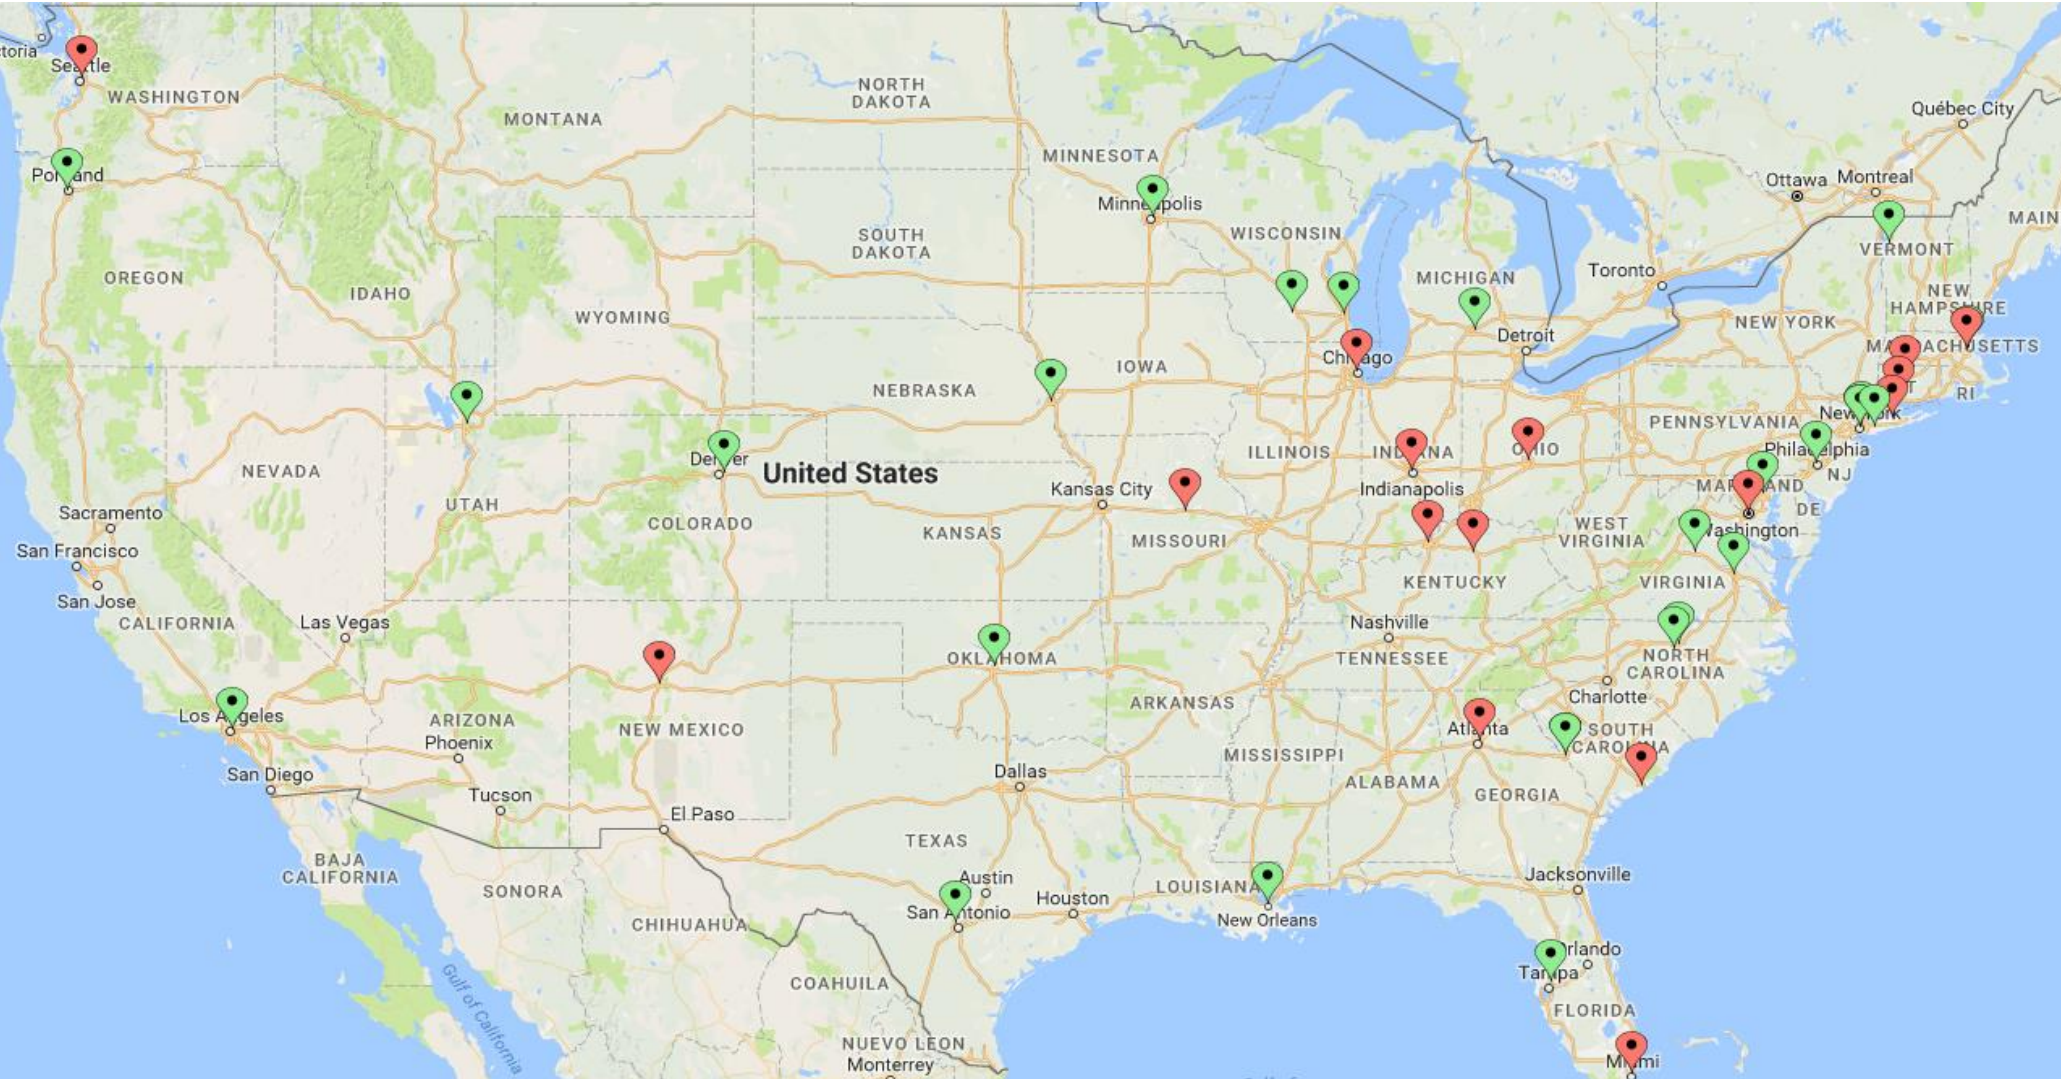 Québec City
toria
Seattle
WASHINGTON
NORTH
DAKOTA
MONTANA
MINNESOTA
Ottawa
Montreal
Portland
Minneapolis
MAIN
WISCONSIN
SOUTH
DAKOTA
VERMONT
OREGON
IDAHO
MICHIGAN
Toronto
NEW
HAMPSHIRE
WYOMING
NEW YORK
Detroit
MASSACHUSETTS
Chicago
IOWA
NEBRASKA
RI
New York
PENNSYLVANIA
Philadelphia
NJ
NEVADA
Denver
United States
ILLINOIS
INDIANA
OHIO
Kansas City
Indianapolis
MARYLAND
DE
UTAH
Sacramento
COLORADO
KANSAS
MISSOURI
WEST
VIRGINIA
Washington
San Francisco
San Jose
KENTUCKY
VIRGINIA
CALIFORNIA
Las Vegas
Nashville
OKLAHOMA
TENNESSEE
NORTH
CAROLINA
Charlotte
Los Angeles
ARIZONA
Phoenix
NEW MEXICO
ARKANSAS
Atlanta
SOUTH
CAROLINA
San Diego
Dallas
MISSISSIPPI
ALABAMA
GEORGIA
Tucson
El Paso
TEXAS
BAJA
CALIFORNIA
SONORA
Austin
LOUISIANA
Jacksonville
San Antonio
Houston
New Orleans
CHIHUAHUA
Orlando
Tampa
COAHUILA
Gulf of California
FLORIDA
NUEVO LEON
Monterrey
Miami